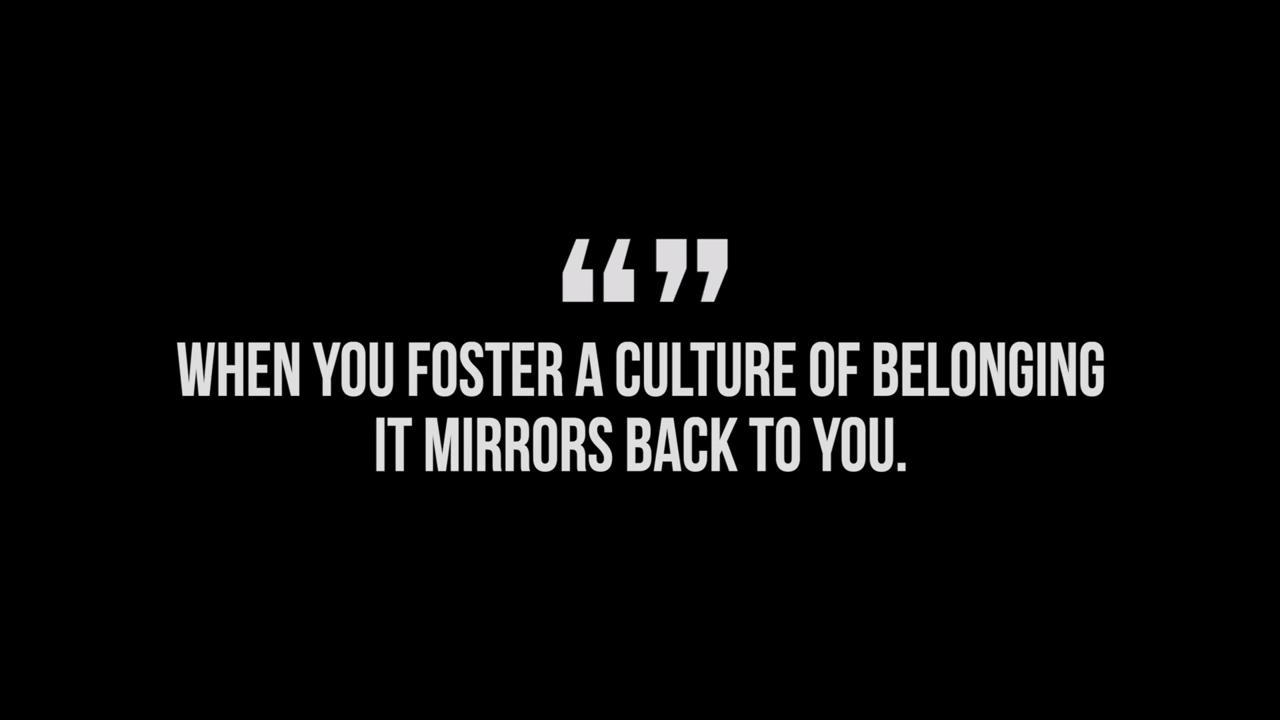 “ ”
WHEN YOU FOSTER A CULTURE OF BELONGING
IT MIRRORS BACK TO YOU.